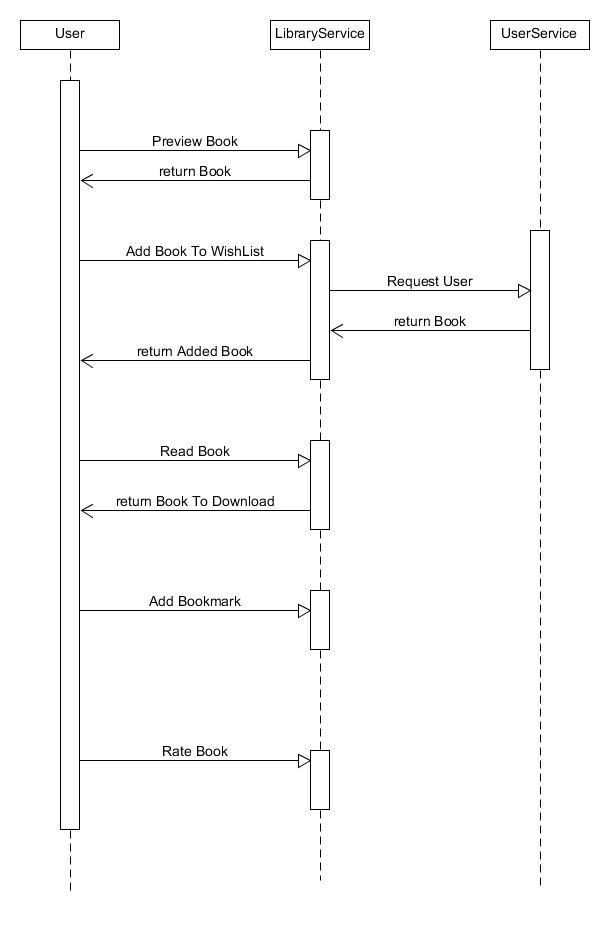 User
LibraryService
UserService
Preview Book
return Book
Add Book To WishList
Request User
return Book
return Added Book
Read Book
return Book To Download
Add Bookmark
Rate Book